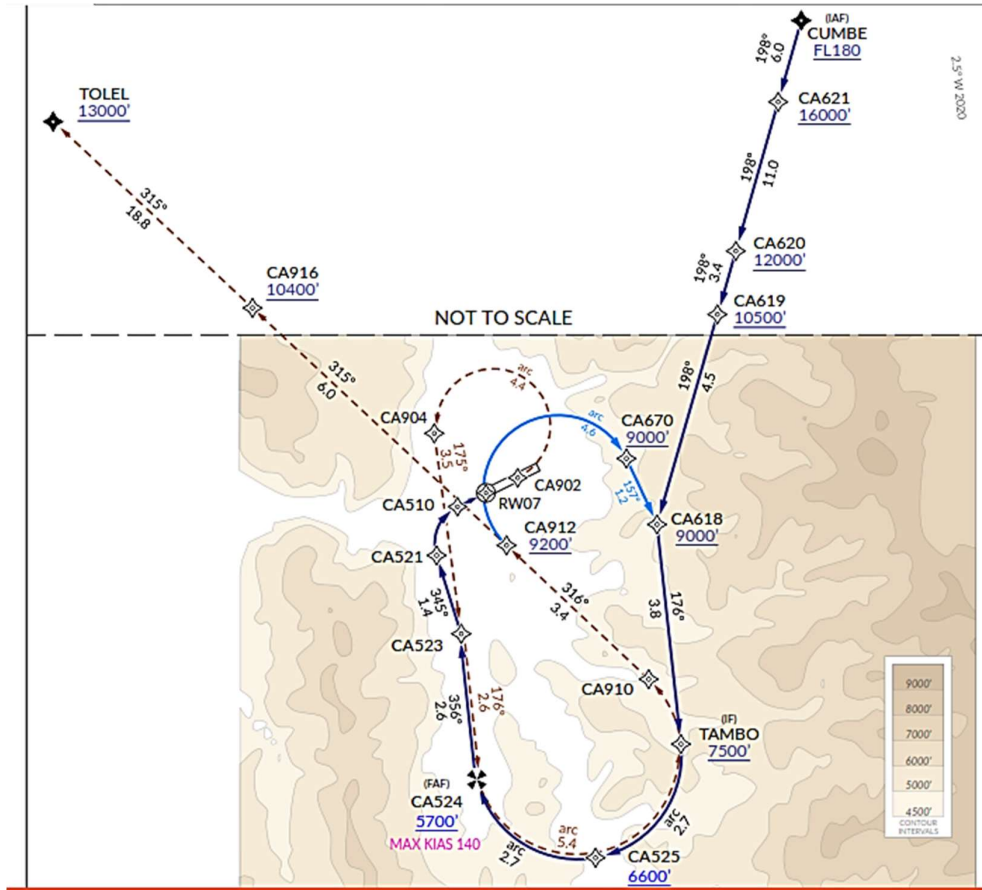 (IAF)
CUMBE
FL180
198°
6.0
2.5° W 2020
TOLEL
13000'
CA621
16000'
198°
11.0
315°
18.8
CA620
12000'
198°
3.4
CA916
10400'
CA619
10500'
NOT TO SCALE
315°
6.0
198°
4.5
arc
4.4
CA904
arc
4.6
CA670
9000'
175°
3.5
157°
1.2
CA902
CA510
RW07
CA618
9000'
CA912
9200'
CA521
345°
1.4
316°
3.4
176°
3.8
CA523
CA910
356°
2.6
176°
2.6
(IF)
TAMBO
7500'
9000'
8000'
7000'
6000'
5000'
4500'
CONTOUR
INTERVALS
(FAF)
CA524
5700'
MAX KIAS 140
arc
5.4
arc
2.7
arc
2.7
CA525
6600'